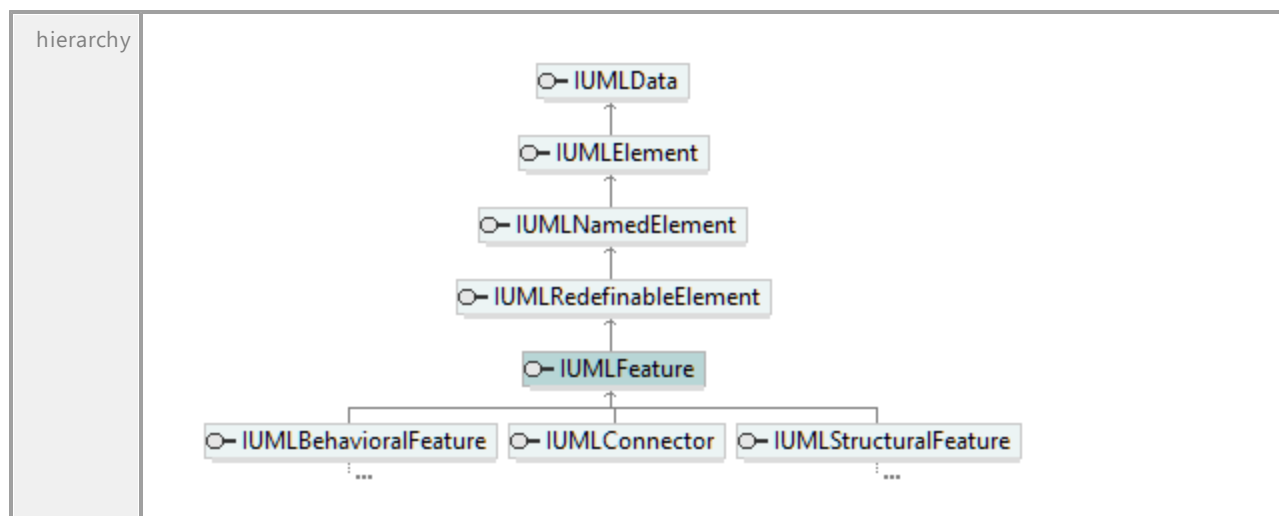 hierarchy
IUMLData
IUMLElement
IUMLNamedElement
IUMLRedefinableElement
IUMLFeature
IUMLBehavioralFeature IUMLConnector IUMLStructuralFeature
... ...